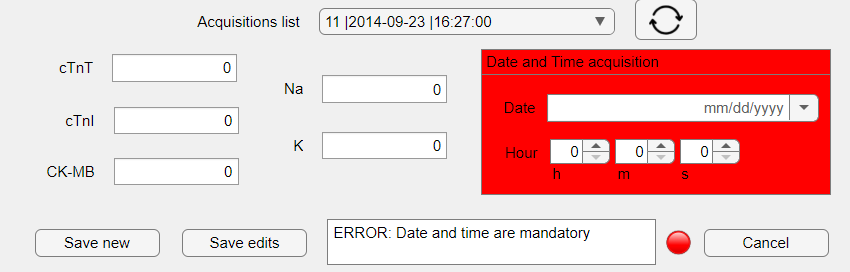 Acquisitions list 11 |2014-09-23 |16:27:00
cTnT 0
Na 0
cTnI 0
K 0
CK-MB 0
Date and Time acquisition
Date mm/dd/yyyy
Hour 0 0 0
h m s
Save new Save edits ERROR: Date and time are mandatory Cancel